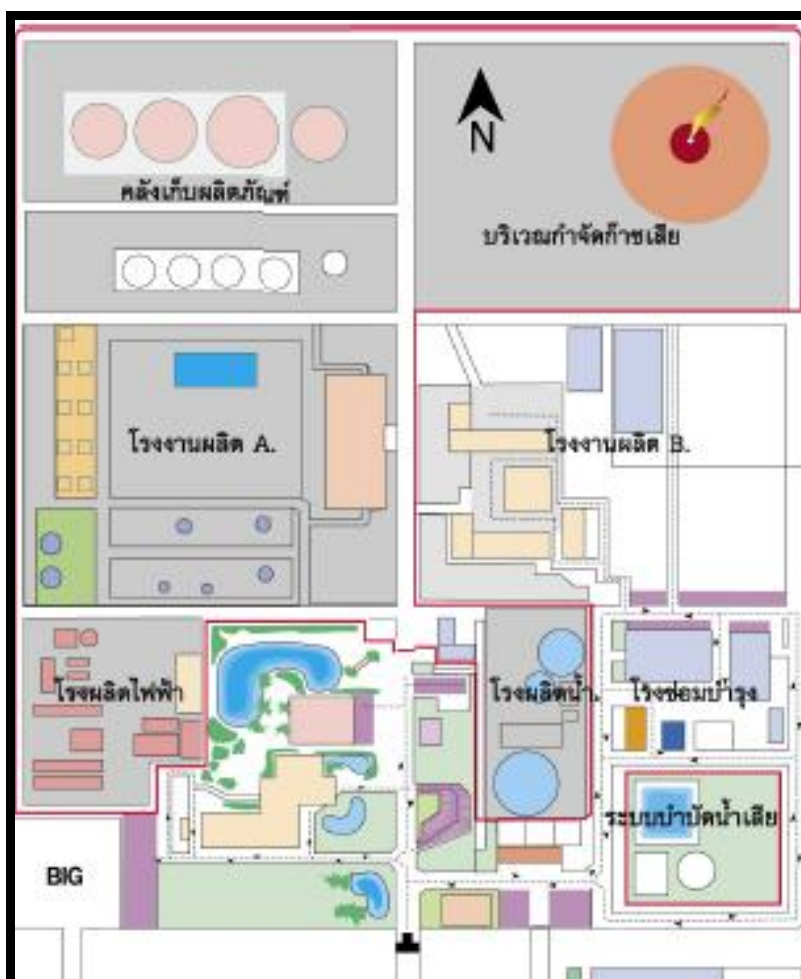 N
คลังเก็บผลิตภัณฑ์
บริเวณกำจัดก๊าซเสีย
โรงงานผลิต A.
โรงงานผลิต B.
โรงผลิตไฟฟ้า
โรงผลิตน้ำ
โรงซ่อมบำรุง
ระบบบำบัดน้ำเสีย
BIG